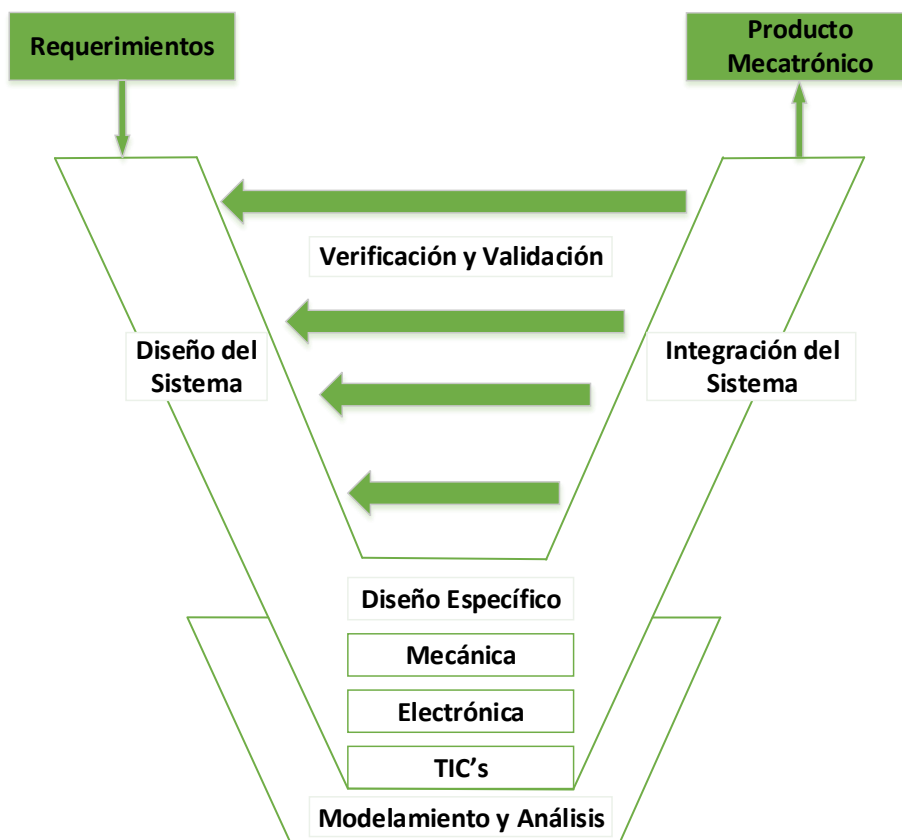 Requerimientos
Producto
Mecatrónico
Verificación y Validación
Diseño del
Sistema
Integración del
Sistema
Diseño Específico
Mecánica
Electrónica
TIC’s
Modelamiento y Análisis